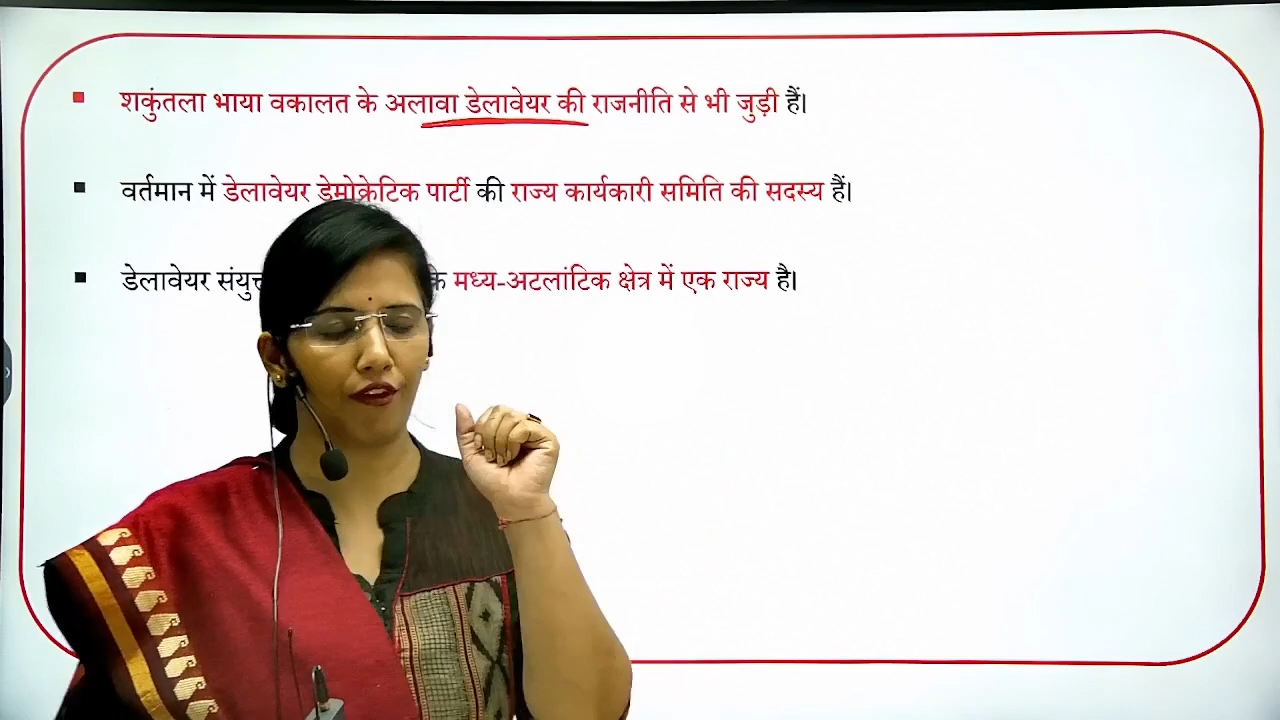 शकुंतला भाया वकालत के अलावा डेलावेयर की राजनीति से भी जुड़ी हैं।
वर्तमान में डेलावेयर डेमोक्रेटिक पार्टी की राज्य कार्यकारी समिति की सदस्य हैं।
डेलावेयर के मध्य-अटलांटिक क्षेत्र में एक राज्य है।